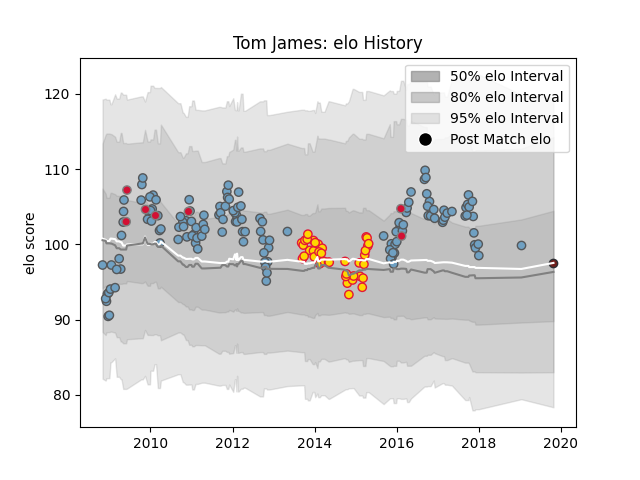 Tom James: elo History
50% elo Interval
80% elo Interval
95% elo Interval
Post Match elo
elo score
120
110
100
90
80
2010
2012
2014
2016
2018
2020